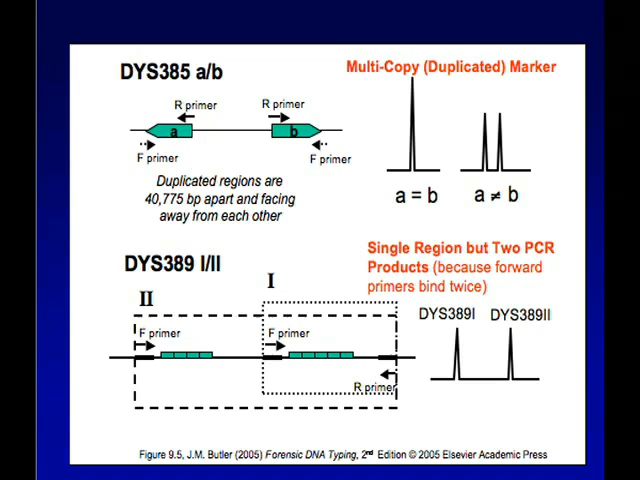 DYS385 a/b
Multi-Copy (Duplicated) Marker
R primer
R primer
a
b
F primer
F primer
Duplicated regions are
40,775 bp apart and facing
away from each other
a = b
a ≠ b
DYS389 I/II
Single Region but Two PCR
Products (because forward
primers bind twice)
I
II
F primer
F primer
R primer
DYS389I
DYS389II
Figure 9.5, J.M. Butler (2005) Forensic DNA Typing, 2nd Edition © 2005 Elsevier Academic Press